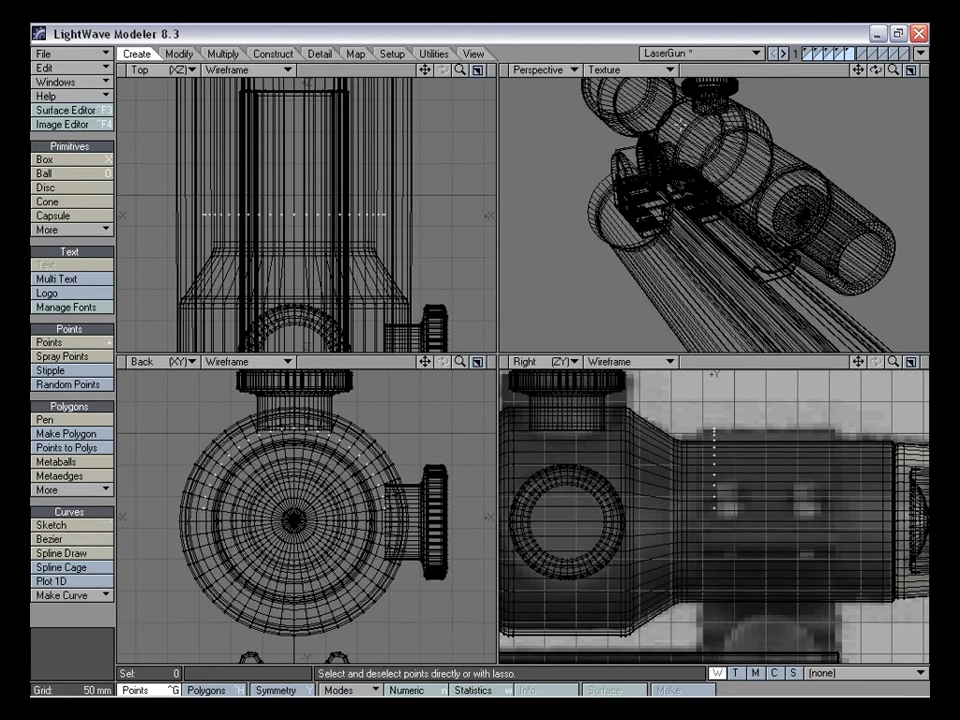 LightWave Modeler 8.3
File
Create Modify Multiply Construct Detail Map Setup Utilities View LaserGun * 1
Edit
Top (XZ) Wireframe Perspective Texture
Windows
Help
Surface Editor ^F3
Image Editor ^F4
Primitives
Box X
Ball O
Disc
Cone
Capsule
More
Text
Text
Multi Text
Logo
Manage Fonts
Points
Points +
Spray Points
Back (XY) Wireframe Right (ZY) Wireframe
Stipple
Random Points
Polygons
Pen
Make Polygon
Points to Polys
Metaballs
Metaedges
More
Curves
Sketch
Bezier
Spline Draw
Spline Cage
Plot 1D
Make Curve
Sel: 0 Select and deselect points directly or with lasso. W T M C S (none)
Grid: 50 mm Points ^G Polygons ^H Symmetry Y Modes Numeric n Statistics w Info Surface Make